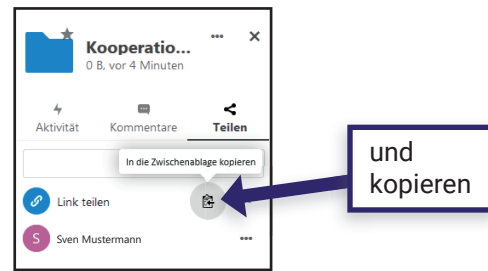 Kooperatio...
0 B, vor 4 Minuten
Aktivität Kommentare Teilen
In die Zwischenablage kopieren
Link teilen
S Sven Mustermann
und
kopieren